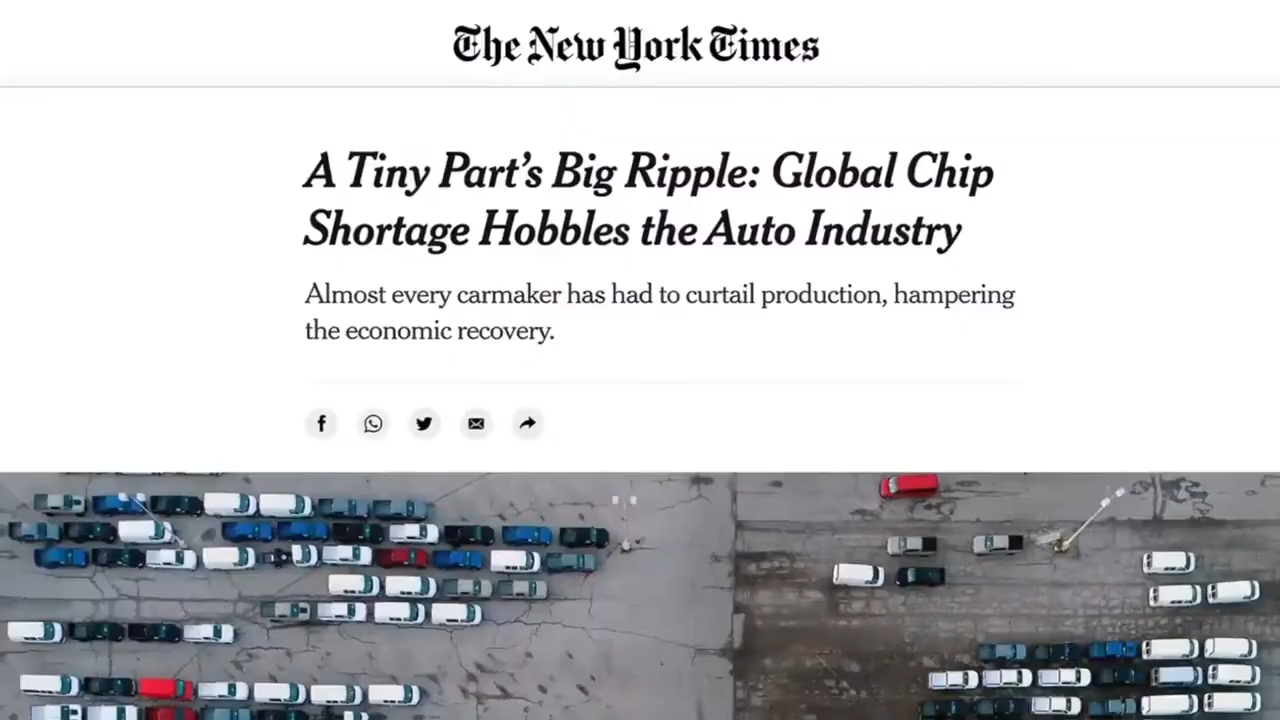 The New York Times
A Tiny Part’s Big Ripple: Global Chip
Shortage Hobbles the Auto Industry
Almost every carmaker has had to curtail production, hampering
the economic recovery.